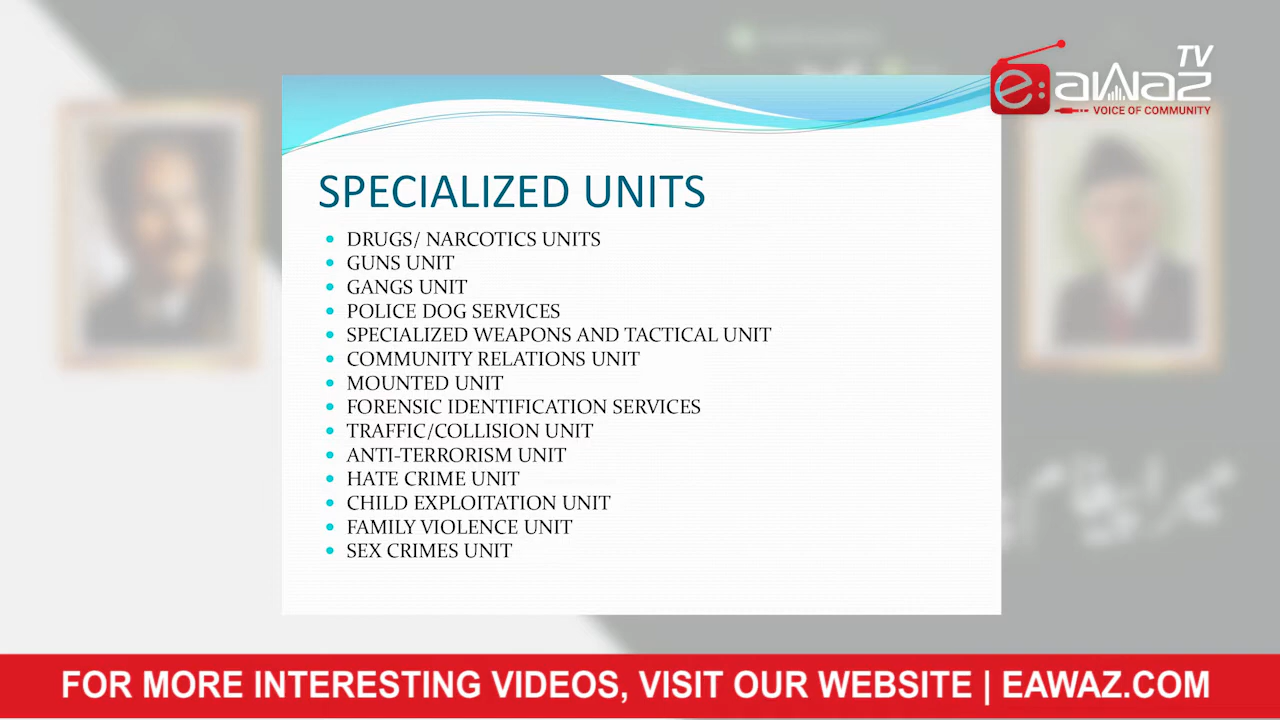 TV
e:awaz
VOICE OF COMMUNITY
SPECIALIZED UNITS
DRUGS/ NARCOTICS UNITS
GUNS UNIT
GANGS UNIT
POLICE DOG SERVICES
SPECIALIZED WEAPONS AND TACTICAL UNIT
COMMUNITY RELATIONS UNIT
MOUNTED UNIT
FORENSIC IDENTIFICATION SERVICES
TRAFFIC/COLLISION UNIT
ANTI-TERRORISM UNIT
HATE CRIME UNIT
CHILD EXPLOITATION UNIT
FAMILY VIOLENCE UNIT
SEX CRIMES UNIT
FOR MORE INTERESTING VIDEOS, VISIT OUR WEBSITE | EAWAZ.COM